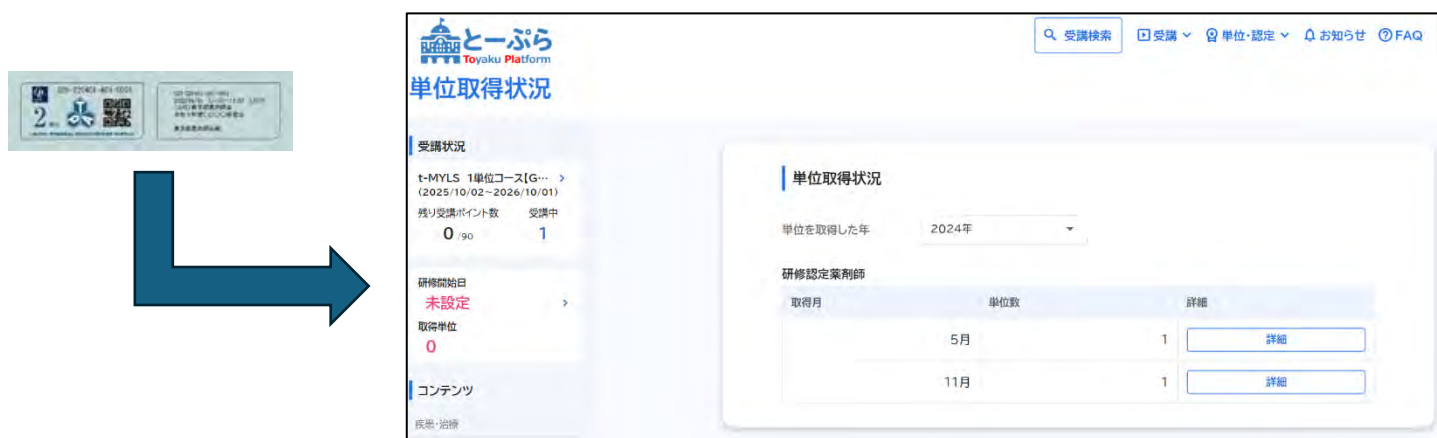 2
とーぷら
Toyaku Platform
受講検索
受講
単位・認定
お知らせ
FAQ
単位取得状況
受講状況
t-MYLS 1単位コース【G…
(2025/10/02~2026/10/01)
残り受講ポイント数 受講中
0 /90 1
研修開始日
未設定
取得単位
0
コンテンツ
疾患・治療
単位取得状況
単位を取得した年 2024年
研修認定薬剤師
取得月 単位数 詳細
5月 1 詳細
11月 1 詳細